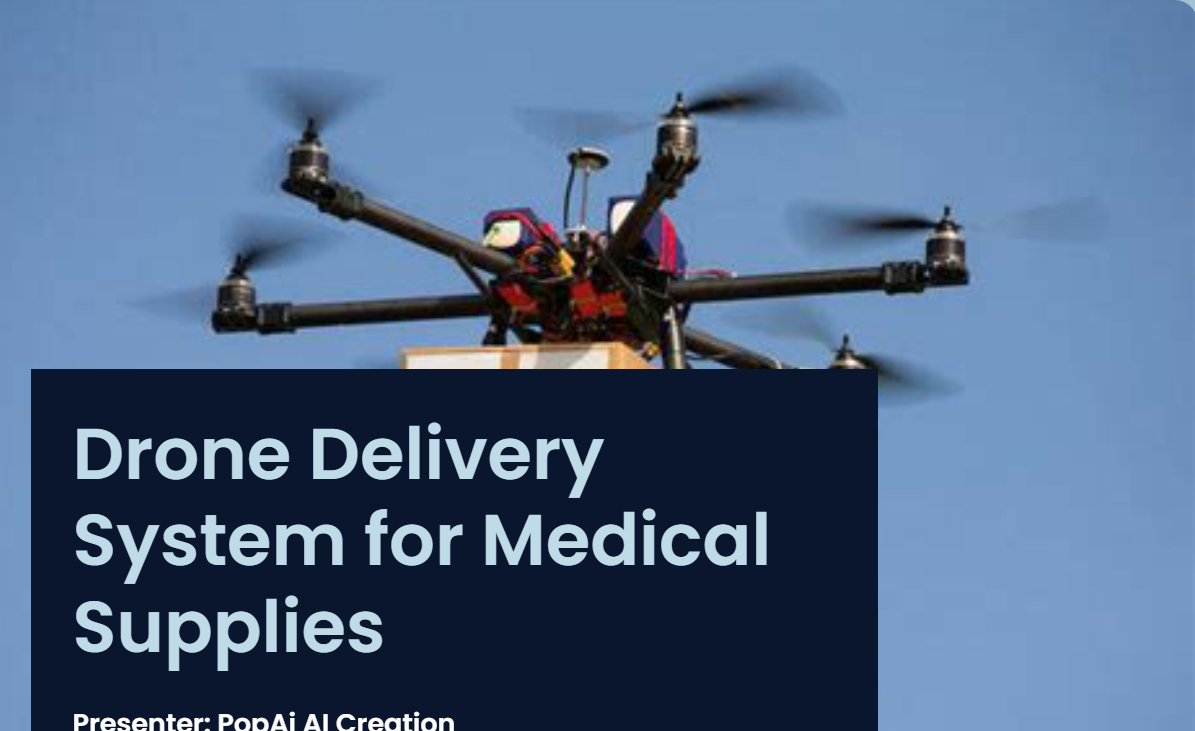 Drone Delivery
System for Medical
Supplies
Presenter: PopAi AI Creation